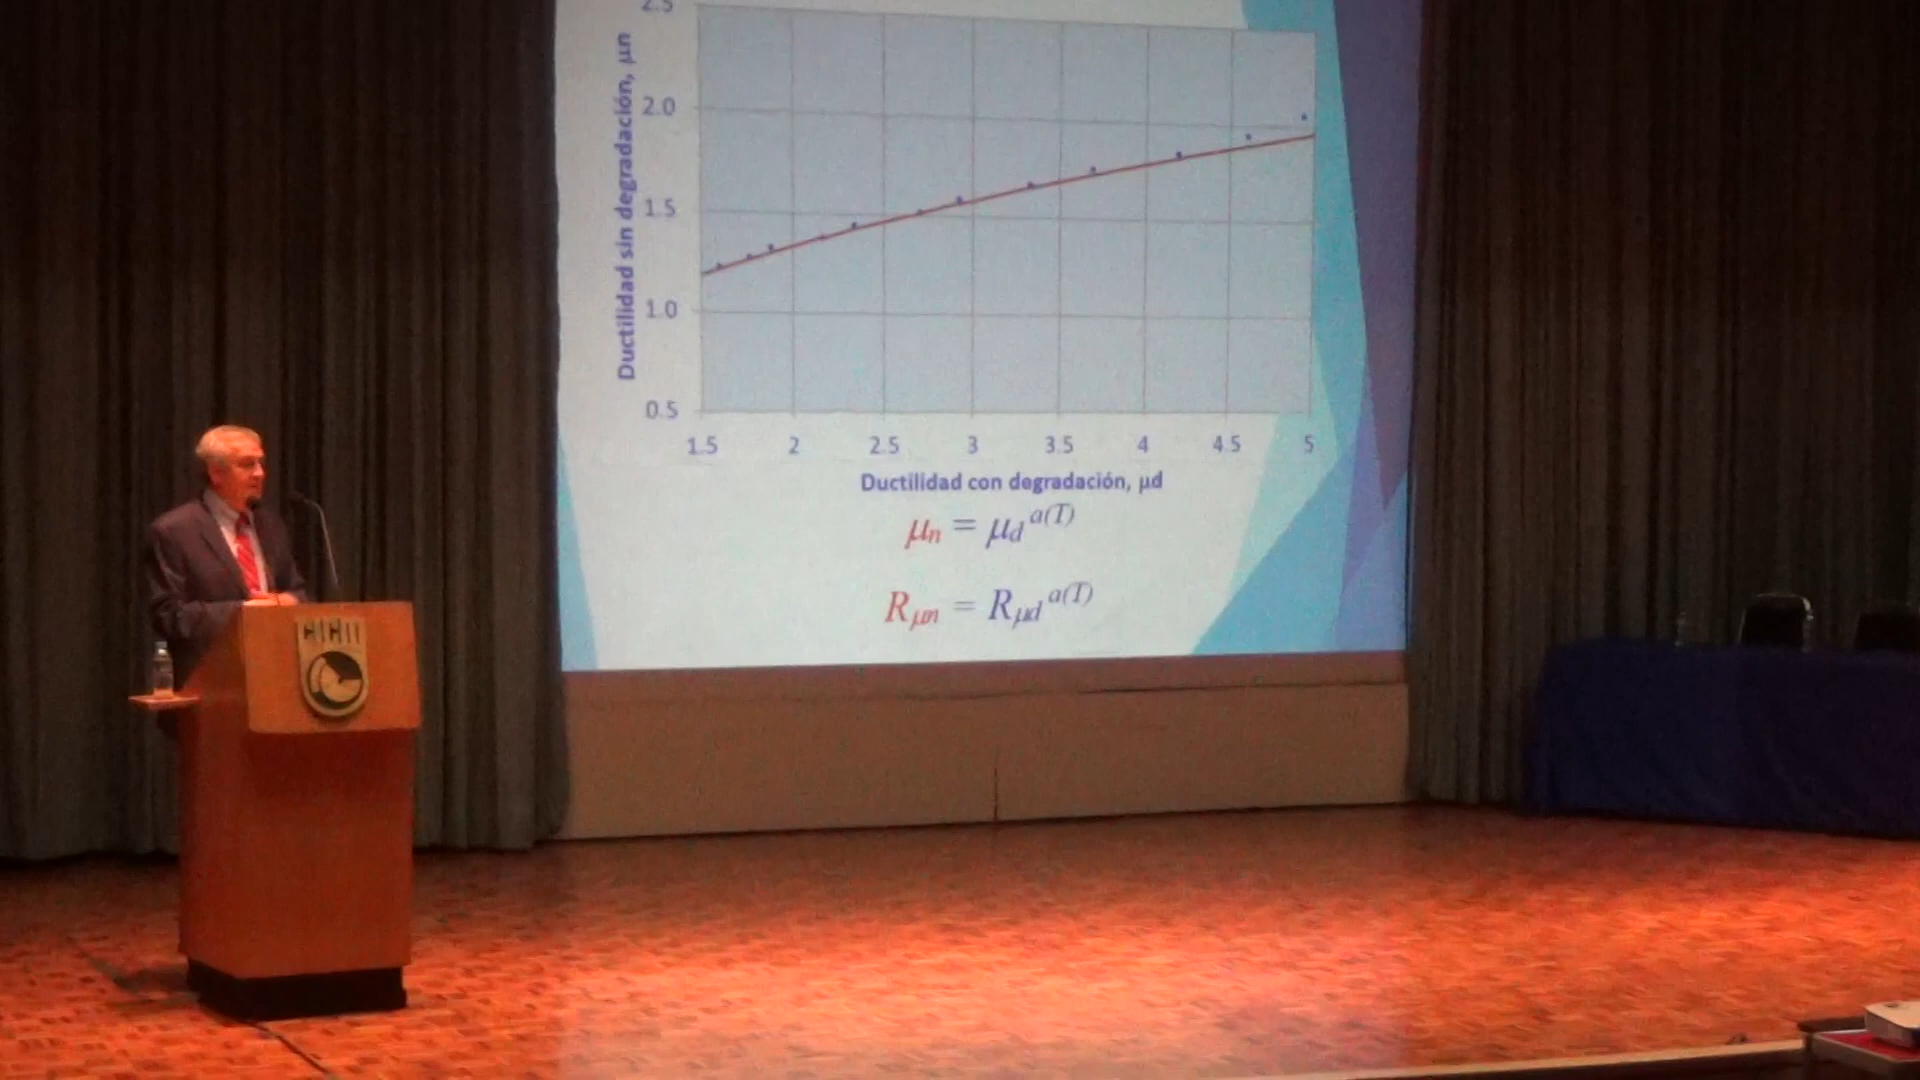 2.5
2.0
1.5
1.0
0.5
Ductilidad sin degradación, μn
1.5 2 2.5 3 3.5 4 4.5 5
Ductilidad con degradación, μd
μn = μd a(T)
Rμn = Rμd a(T)